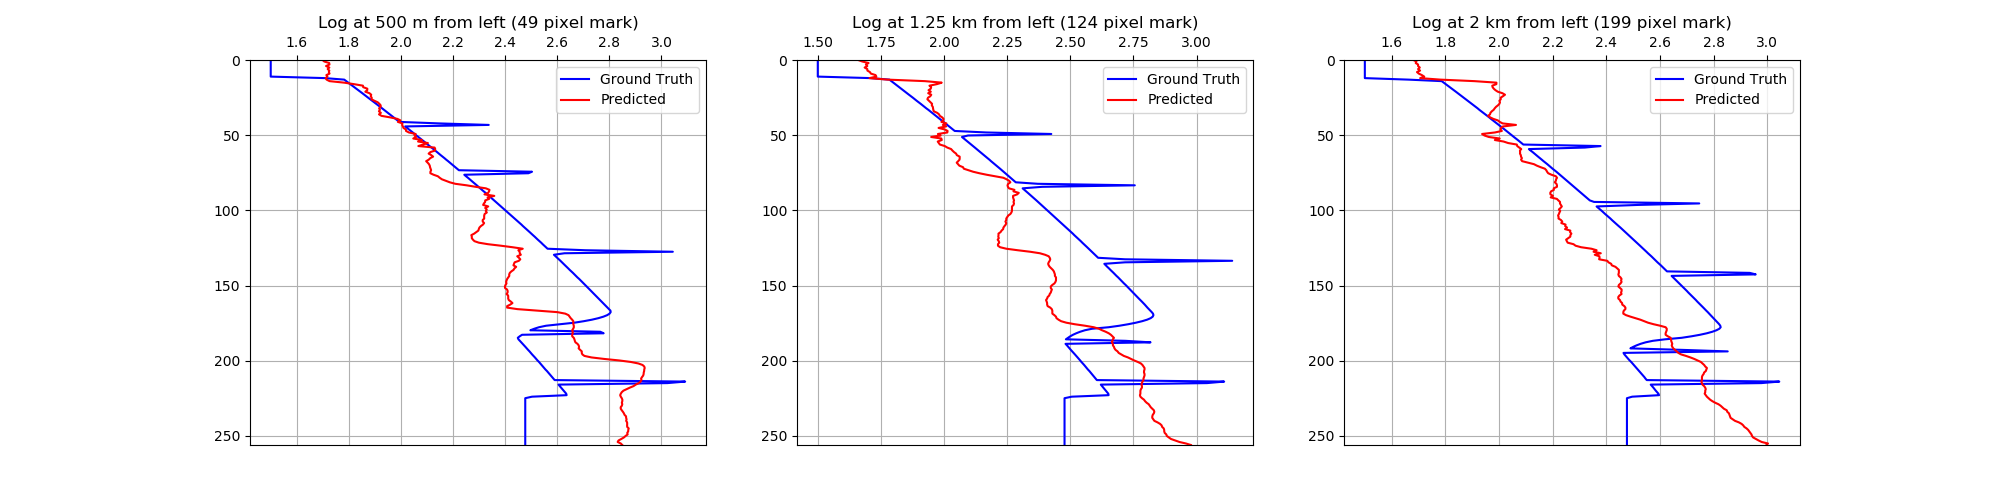 Log at 500 m from left (49 pixel mark)
1.6 1.8 2.0 2.2 2.4 2.6 2.8 3.0
0
50
100
150
200
250
Ground Truth
Predicted
Log at 1.25 km from left (124 pixel mark)
1.50 1.75 2.00 2.25 2.50 2.75 3.00
0
50
100
150
200
250
Ground Truth
Predicted
Log at 2 km from left (199 pixel mark)
1.6 1.8 2.0 2.2 2.4 2.6 2.8 3.0
0
50
100
150
200
250
Ground Truth
Predicted